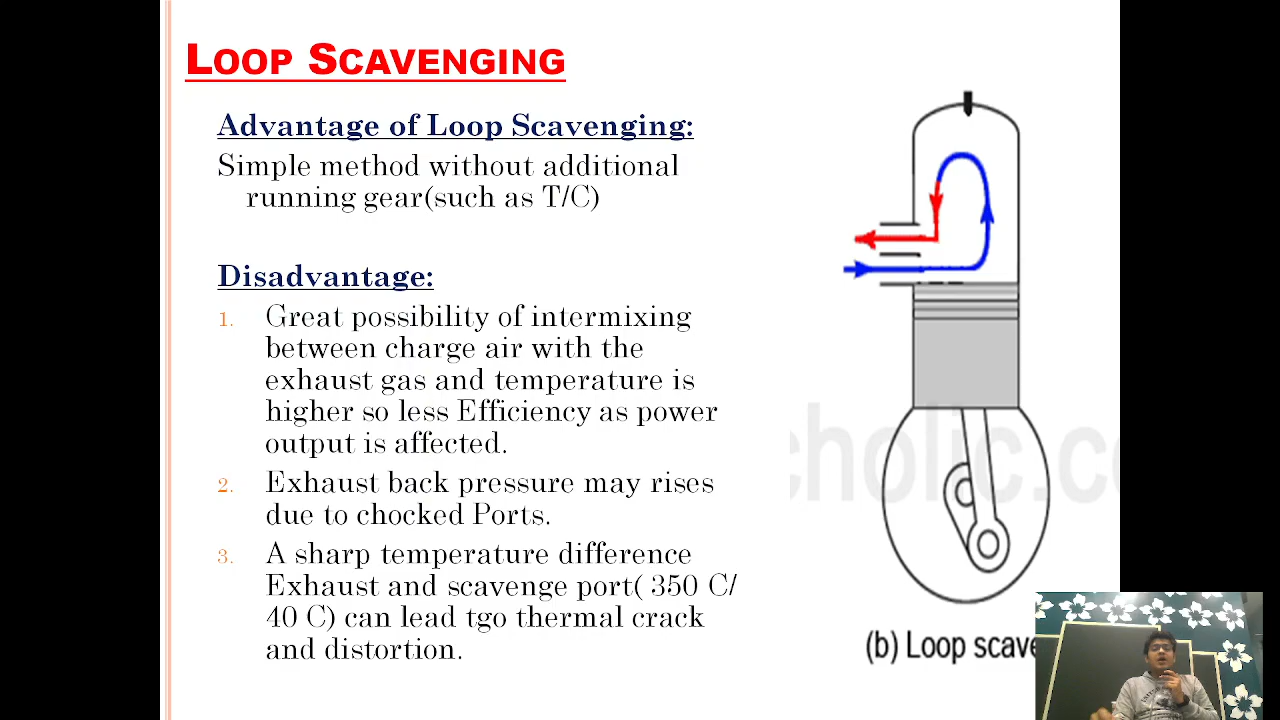 LOOP SCAVENGING
Advantage of Loop Scavenging:
Simple method without additional
running gear(such as T/C)
Disadvantage:
1. Great possibility of intermixing
between charge air with the
exhaust gas and temperature is
higher so less Efficiency as power
output is affected.
2. Exhaust back pressure may rises
due to chocked Ports.
3. A sharp temperature difference
Exhaust and scavenge port( 350 C/
40 C) can lead tgo thermal crack
and distortion.
cholic.co
(b) Loop scave